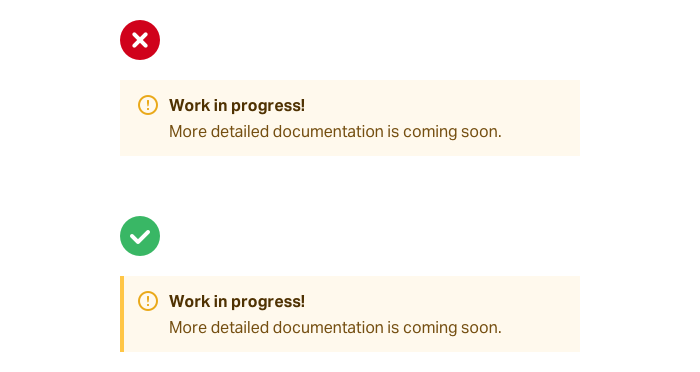 Work in progress!
More detailed documentation is coming soon.
Work in progress!
More detailed documentation is coming soon.